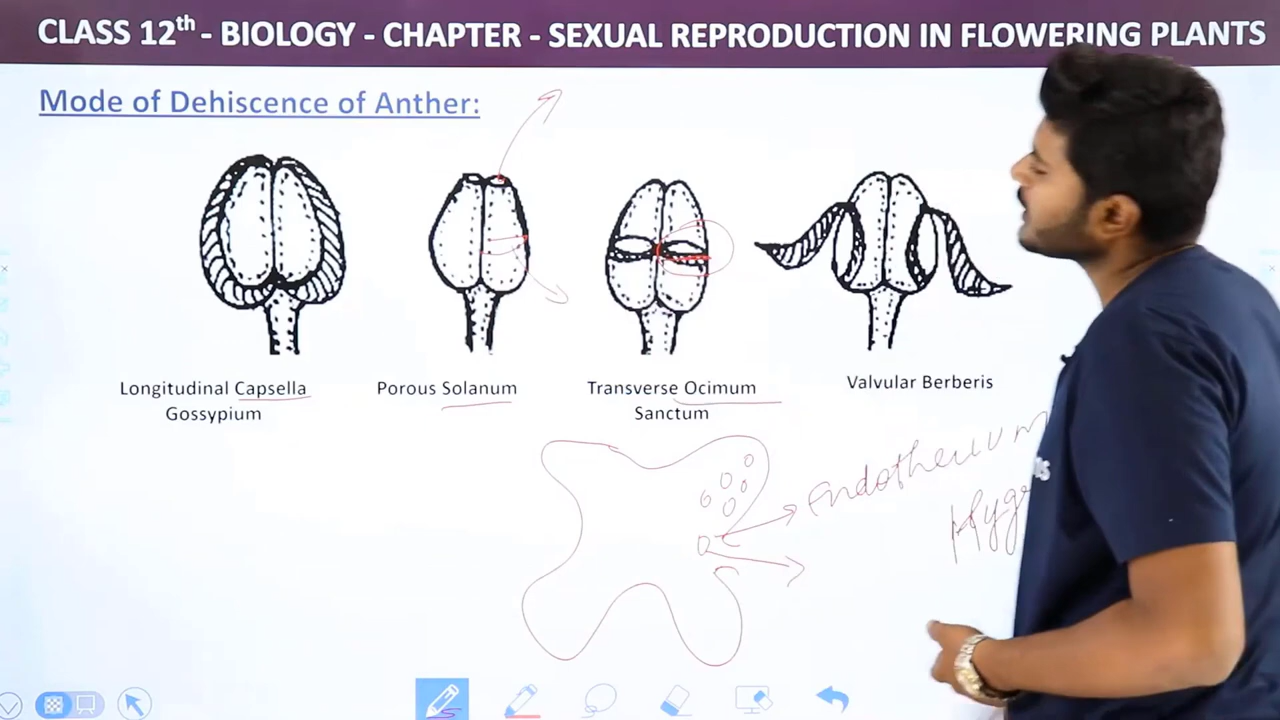 CLASS 12th - BIOLOGY - CHAPTER - SEXUAL REPRODUCTION IN FLOWERING PLANTS
Mode of Dehiscence of Anther:
Longitudinal Capsella
Gossypium
Porous Solanum
Transverse Ocimum
Sanctum
Valvular Berberis